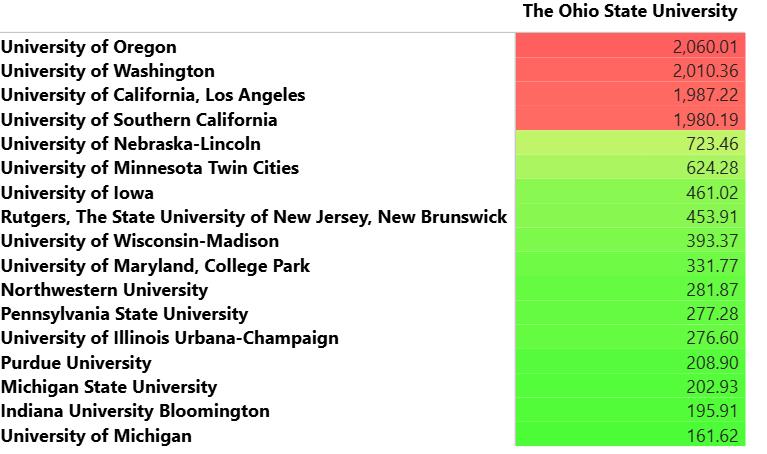 The Ohio State University
University of Oregon 2,060.01
University of Washington 2,010.36
University of California, Los Angeles 1,987.22
University of Southern California 1,980.19
University of Nebraska-Lincoln 723.46
University of Minnesota Twin Cities 624.28
University of Iowa 461.02
Rutgers, The State University of New Jersey, New Brunswick 453.91
University of Wisconsin-Madison 393.37
University of Maryland, College Park 331.77
Northwestern University 281.87
Pennsylvania State University 277.28
University of Illinois Urbana-Champaign 276.60
Purdue University 208.90
Michigan State University 202.93
Indiana University Bloomington 195.91
University of Michigan 161.62